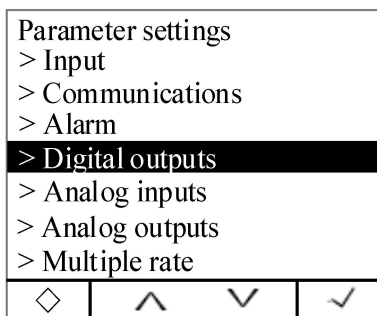 Parameter settings
> Input
> Communications
> Alarm
> Digital outputs
> Analog inputs
> Analog outputs
> Multiple rate